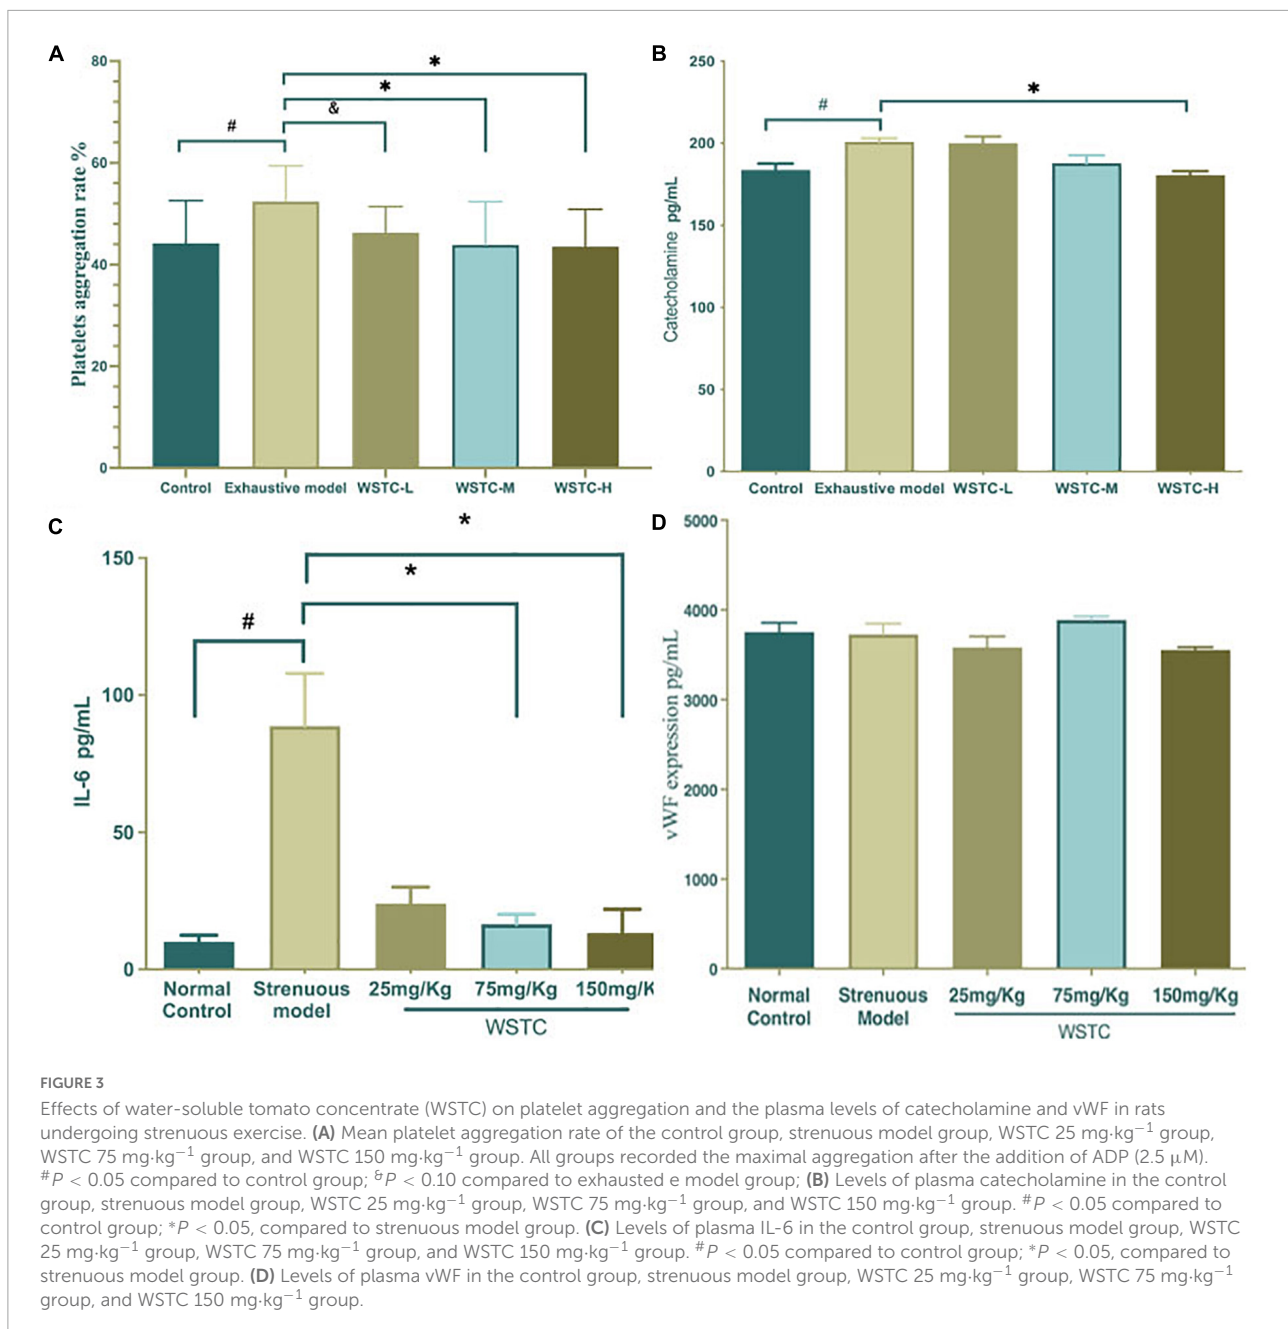 A
80
60
40
20
0
Platelets aggregation rate %
#
&
*
*
Control Exhaustive model WSTC-L WSTC-M WSTC-H
B
250
200
150
100
50
0
Catecholamine pg/mL
#
*
Control Exhaustive model WSTC-L WSTC-M WSTC-H
C
150
100
50
0
IL-6 pg/mL
#
*
*
Normal Strenuous 25mg/Kg 75mg/Kg 150mg/K
Control model
WSTC
D
5000
4000
3000
2000
1000
0
vWF expression pg/mL
Normal Strenuous 25mg/Kg 75mg/Kg 150mg/Kg
Control Model
WSTC
FIGURE 3
Effects of water-soluble tomato concentrate (WSTC) on platelet aggregation and the plasma levels of catecholamine and vWF in rats
undergoing strenuous exercise. (A) Mean platelet aggregation rate of the control group, strenuous model group, WSTC 25 mg·kg⁻¹ group,
WSTC 75 mg·kg⁻¹ group, and WSTC 150 mg·kg⁻¹ group. All groups recorded the maximal aggregation after the addition of ADP (2.5 μM).
#P < 0.05 compared to control group; &P < 0.10 compared to exhausted e model group; (B) Levels of plasma catecholamine in the control
group, strenuous model group, WSTC 25 mg·kg⁻¹ group, WSTC 75 mg·kg⁻¹ group, and WSTC 150 mg·kg⁻¹ group. #P < 0.05 compared to
control group; *P < 0.05, compared to strenuous model group. (C) Levels of plasma IL-6 in the control group, strenuous model group, WSTC
25 mg·kg⁻¹ group, WSTC 75 mg·kg⁻¹ group, and WSTC 150 mg·kg⁻¹ group. #P < 0.05 compared to control group; *P < 0.05, compared to
strenuous model group. (D) Levels of plasma vWF in the control group, strenuous model group, WSTC 25 mg·kg⁻¹ group, WSTC 75 mg·kg⁻¹
group, and WSTC 150 mg·kg⁻¹ group.